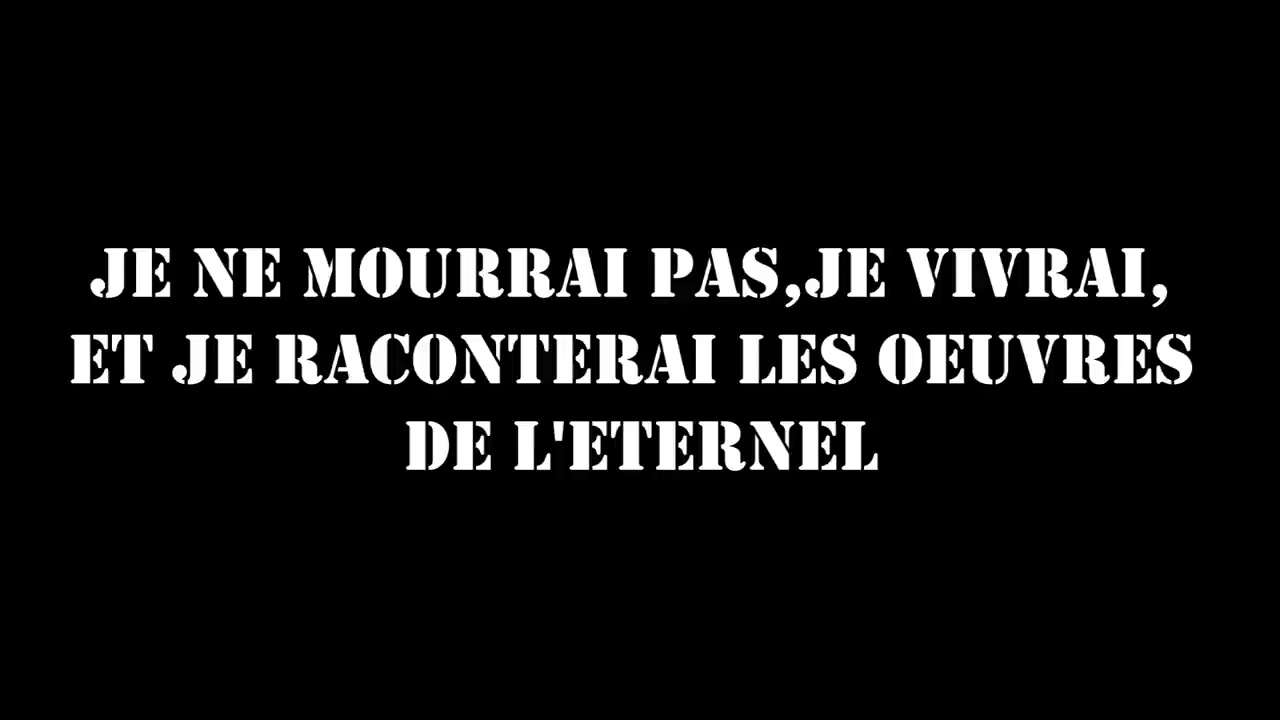 JE NE MOURRAI PAS,JE VIVRAI,
ET JE RACONTERAI LES OEUVRES
DE L'ETERNEL